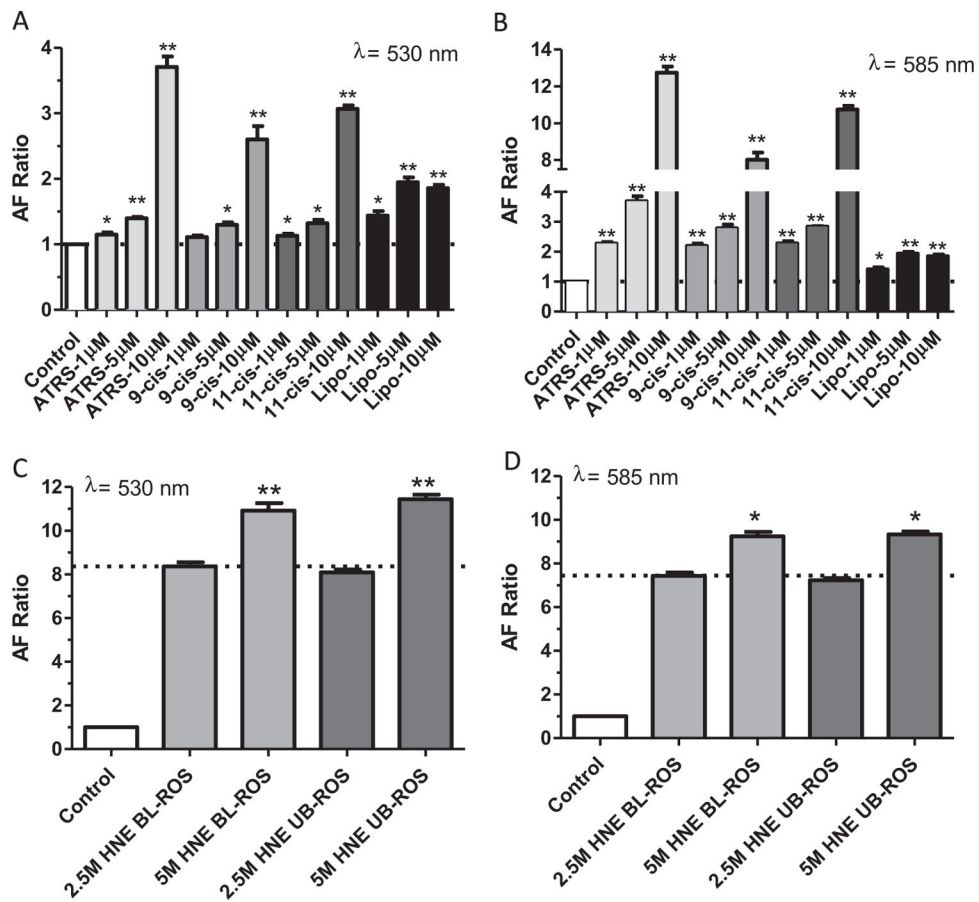 A
λ= 530 nm
AF Ratio
4
3
2
1
0
*
**
**
*
**
*
*
**
*
**
**
Control
ATRS-1μM
ATRS-5μM
ATRS-10μM
9-cis-1μM
9-cis-5μM
9-cis-10μM
11-cis-1μM
11-cis-5μM
11-cis-10μM
Lipo-1μM
Lipo-5μM
Lipo-10μM
B
λ= 585 nm
AF Ratio
14
12
10
8
4
3
2
1
0
**
**
**
**
**
**
**
**
**
*
**
**
Control
ATRS-1μM
ATRS-5μM
ATRS-10μM
9-cis-1μM
9-cis-5μM
9-cis-10μM
11-cis-1μM
11-cis-5μM
11-cis-10μM
Lipo-1μM
Lipo-5μM
Lipo-10μM
C
λ= 530 nm
AF Ratio
12
10
8
6
4
2
0
**
**
Control
2.5M HNE BL-ROS
5M HNE BL-ROS
2.5M HNE UB-ROS
5M HNE UB-ROS
D
λ= 585 nm
AF Ratio
12
10
8
6
4
2
0
*
*
Control
2.5M HNE BL-ROS
5M HNE BL-ROS
2.5M HNE UB-ROS
5M HNE UB-ROS